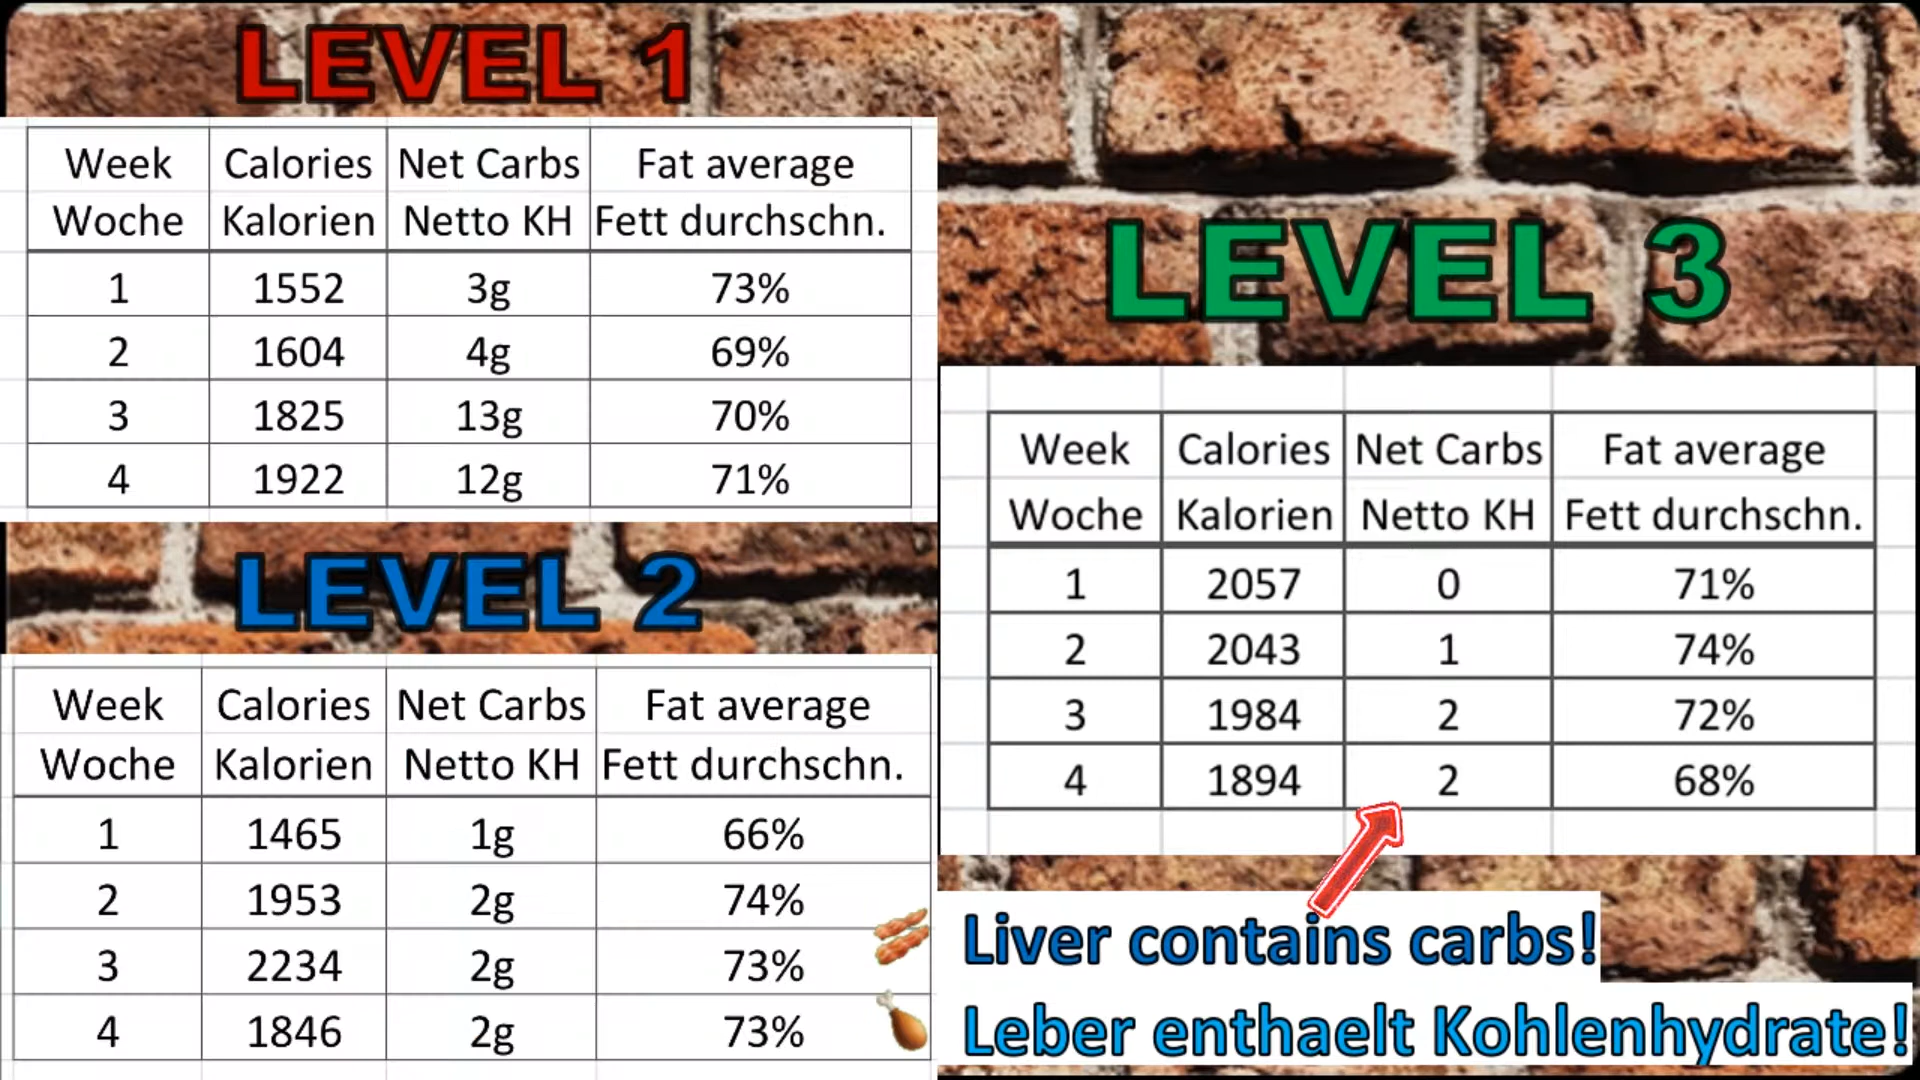 LEVEL 1
Week Calories Net Carbs Fat average
Woche Kalorien Netto KH Fett durchschn.
1 1552 3g 73%
2 1604 4g 69%
3 1825 13g 70%
4 1922 12g 71%
LEVEL 2
Week Calories Net Carbs Fat average
Woche Kalorien Netto KH Fett durchschn.
1 1465 1g 66%
2 1953 2g 74%
3 2234 2g 73%
4 1846 2g 73%
LEVEL 3
Week Calories Net Carbs Fat average
Woche Kalorien Netto KH Fett durchschn.
1 2057 0 71%
2 2043 1 74%
3 1984 2 72%
4 1894 2 68%
Liver contains carbs!
Leber enthaelt Kohlenhydrate!